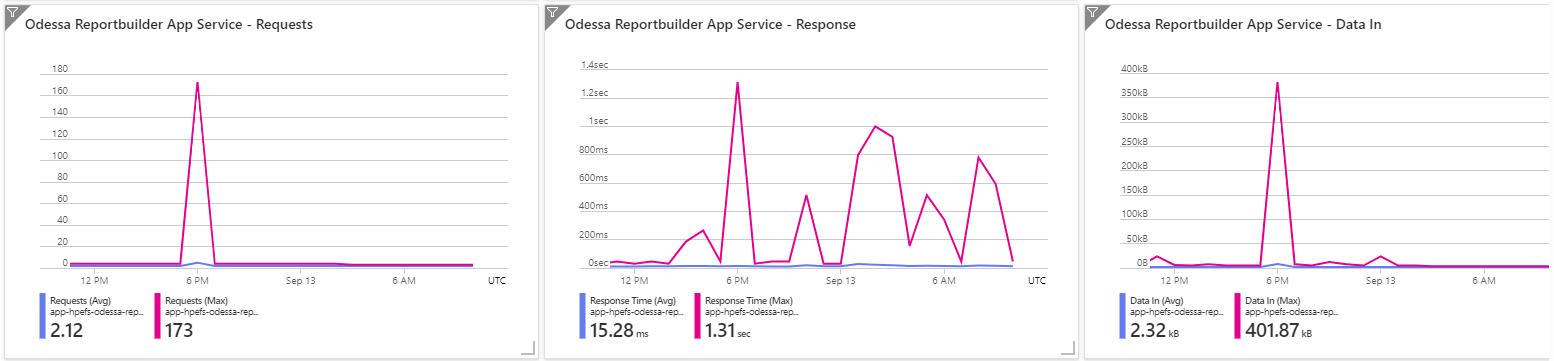 Odessa Reportbuilder App Service - Requests
180
160
140
120
100
80
60
40
20
0
12 PM
6 PM
Sep 13
6 AM
UTC
Requests (Avg)
app-hpefs-odessa-rep...
2.12
Requests (Max)
app-hpefs-odessa-rep...
173
Odessa Reportbuilder App Service - Response
1.4sec
1.2sec
1sec
800ms
600ms
400ms
200ms
0sec
12 PM
6 PM
Sep 13
6 AM
UTC
Response Time (Avg)
app-hpefs-odessa-rep...
15.28 ms
Response Time (Max)
app-hpefs-odessa-rep...
1.31 sec
Odessa Reportbuilder App Service - Data In
400kB
350kB
300kB
250kB
200kB
150kB
100kB
50kB
0B
12 PM
6 PM
Sep 13
6 AM
Data In (Avg)
app-hpefs-odessa-rep...
2.32 kB
Data In (Max)
app-hpefs-odessa-rep...
401.87 kB